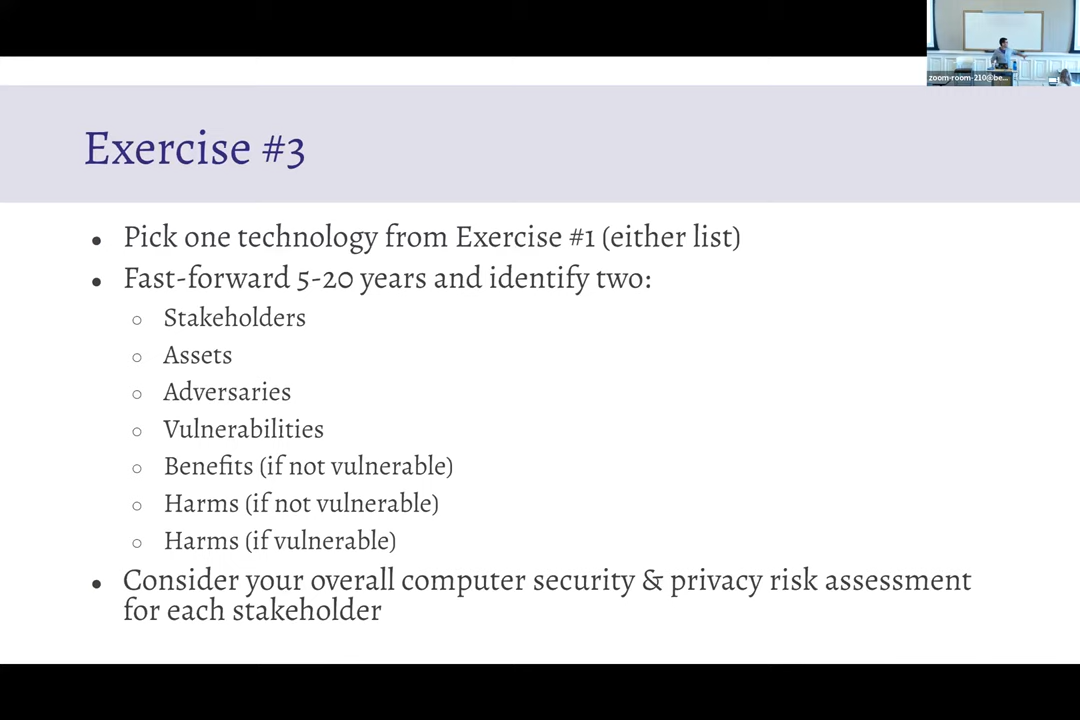 zoom-room-210@be...
Exercise #3
• Pick one technology from Exercise #1 (either list)
• Fast-forward 5-20 years and identify two:
○ Stakeholders
○ Assets
○ Adversaries
○ Vulnerabilities
○ Benefits (if not vulnerable)
○ Harms (if not vulnerable)
○ Harms (if vulnerable)
• Consider your overall computer security & privacy risk assessment
for each stakeholder